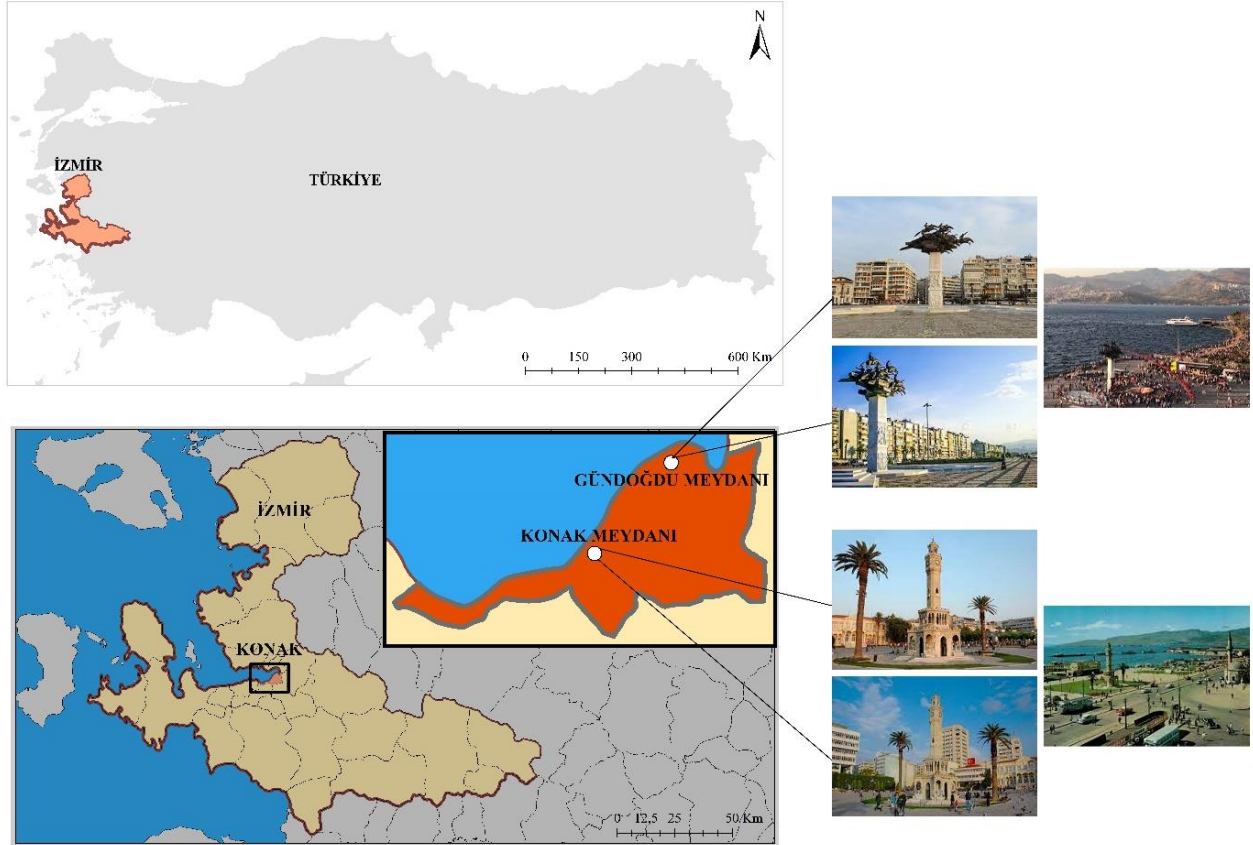 N
İZMİR
TÜRKİYE
0 150 300 600 Km
İZMİR
GÜNDOĞDU MEYDANI
KONAK MEYDANI
KONAK
0 12,5 25 50 Km